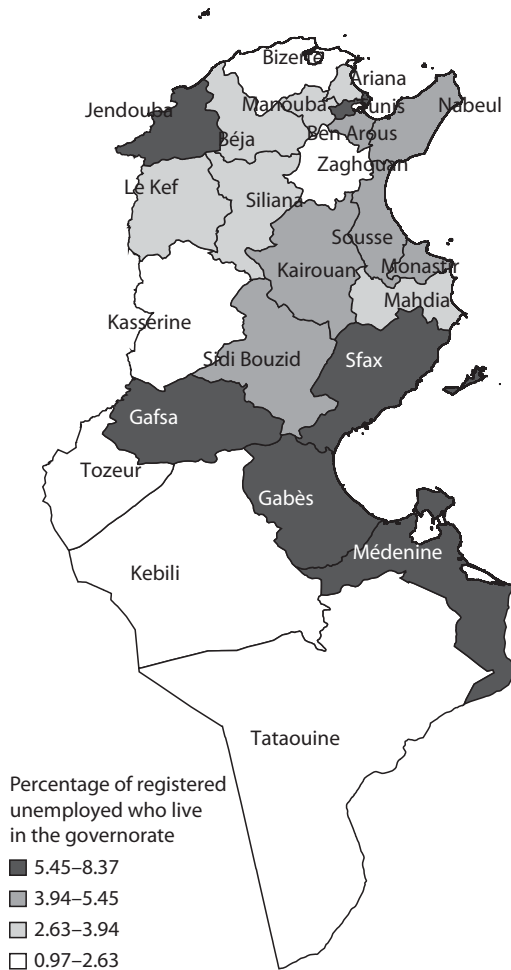 Bizerte
Ariana
Jendouba
Manouba
Tunis
Nabeul
Béja
Ben Arous
Zaghouan
Le Kef
Siliana
Sousse
Kairouan
Monastir
Mahdia
Kasserine
Sidi Bouzid
Sfax
Gafsa
Tozeur
Gabès
Médenine
Kebili
Tataouine
Percentage of registered
unemployed who live
in the governorate
5.45–8.37
3.94–5.45
2.63–3.94
0.97–2.63